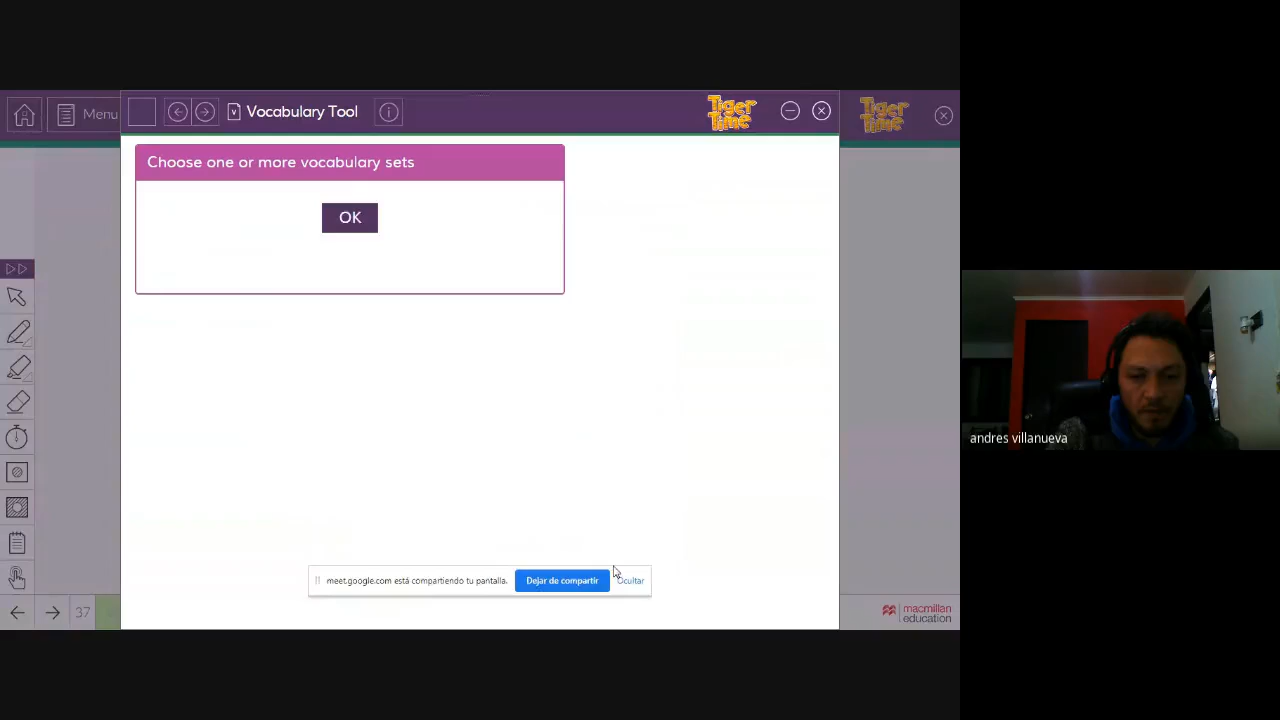 Menu
Vocabulary Tool
Tiger Time
Tiger Time
Choose one or more vocabulary sets
OK
andres villanueva
meet.google.com está compartiendo tu pantalla.
Dejar de compartir
Ocultar
37
macmillan
education